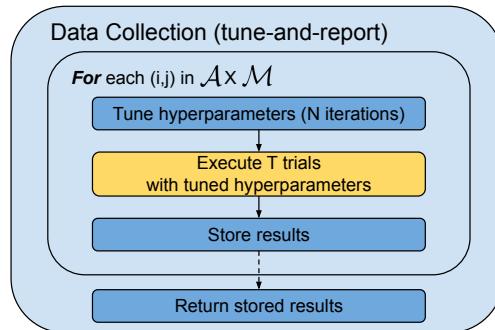 Data Collection (tune-and-report)
For each (i,j) in 𝒜 x ℳ
Tune hyperparameters (N iterations)
Execute T trials
with tuned hyperparameters
Store results
Return stored results